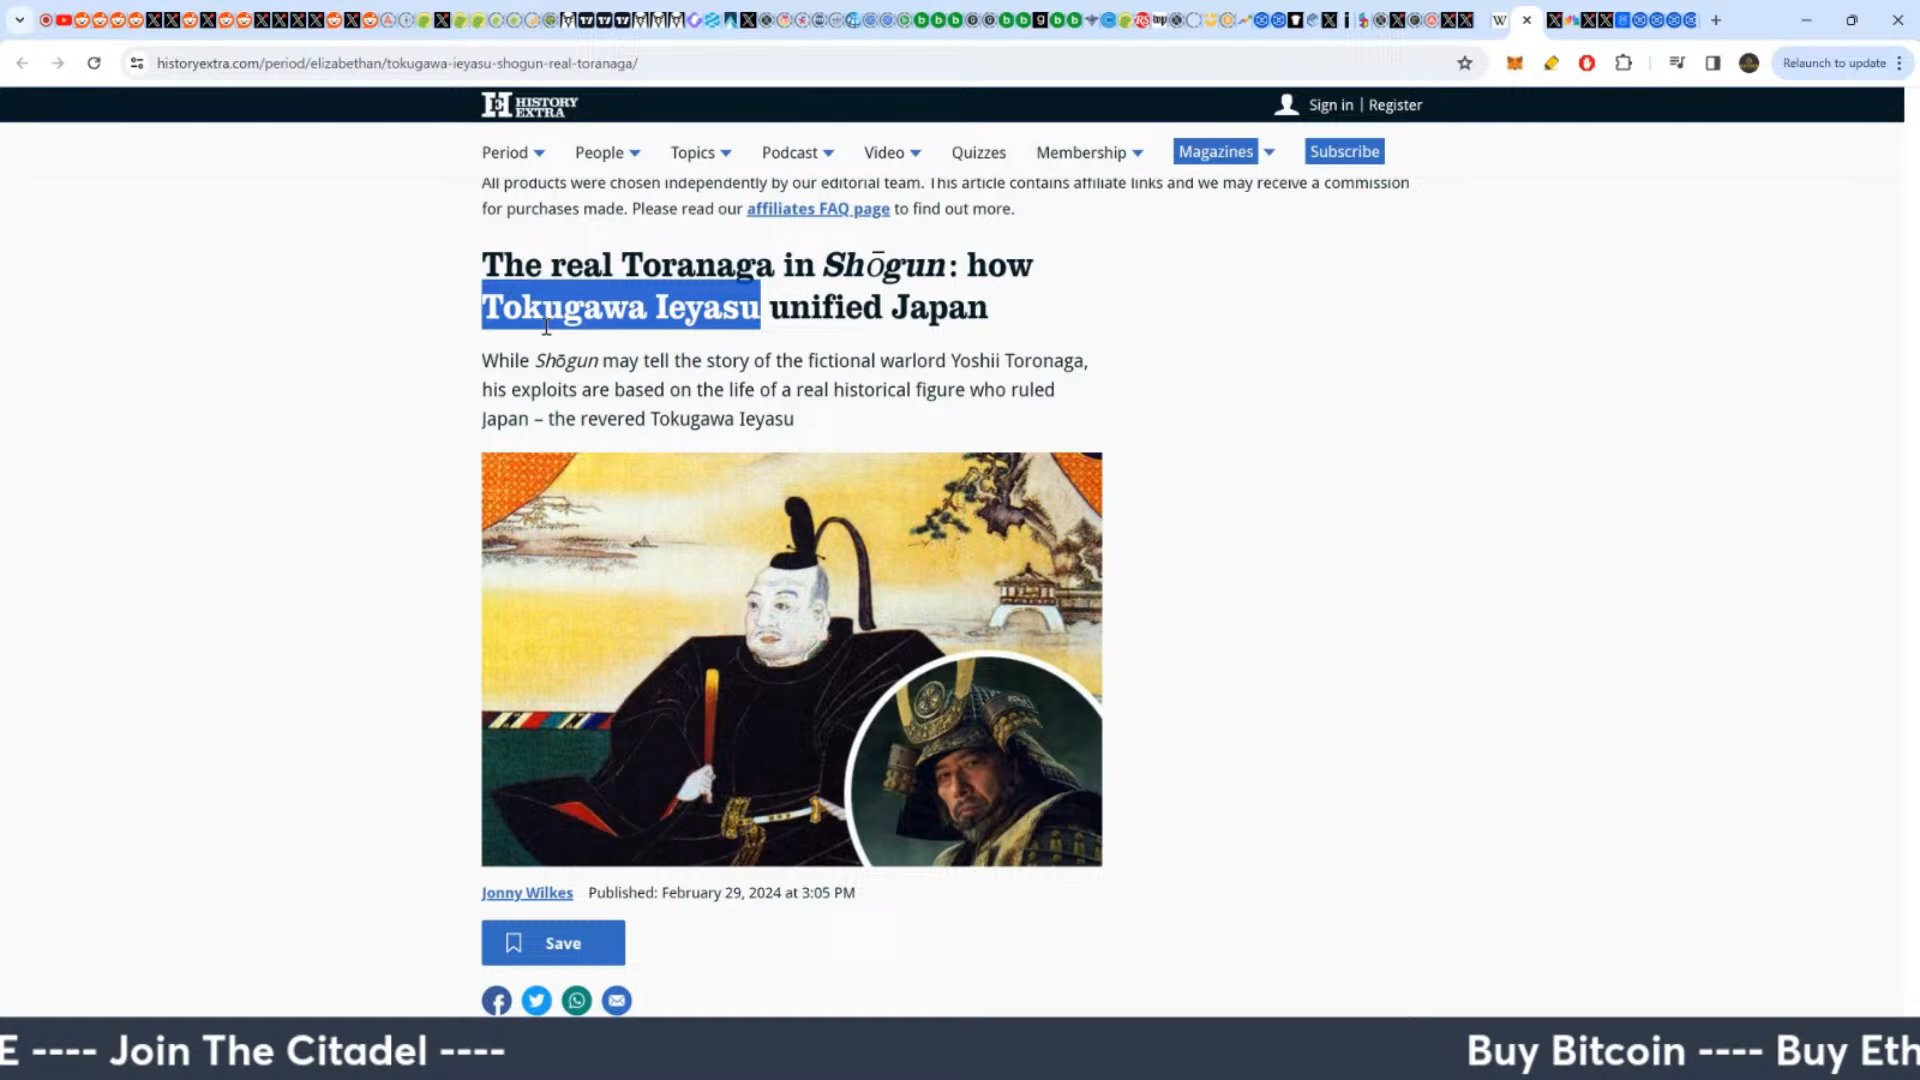 historyextra.com/period/elizabethan/tokugawa-ieyasu-shogun-real-toranaga/
Relaunch to update
HISTORY
EXTRA
Sign in | Register
Period People Topics Podcast Video Quizzes Membership Magazines Subscribe
All products were chosen independently by our editorial team. This article contains affiliate links and we may receive a commission
for purchases made. Please read our affiliates FAQ page to find out more.
The real Toranaga in Shōgun: how
Tokugawa Ieyasu unified Japan
While Shōgun may tell the story of the fictional warlord Yoshii Toronaga,
his exploits are based on the life of a real historical figure who ruled
Japan – the revered Tokugawa Ieyasu
Jonny Wilkes Published: February 29, 2024 at 3:05 PM
Save
E ---- Join The Citadel ---- Buy Bitcoin ---- Buy Eth